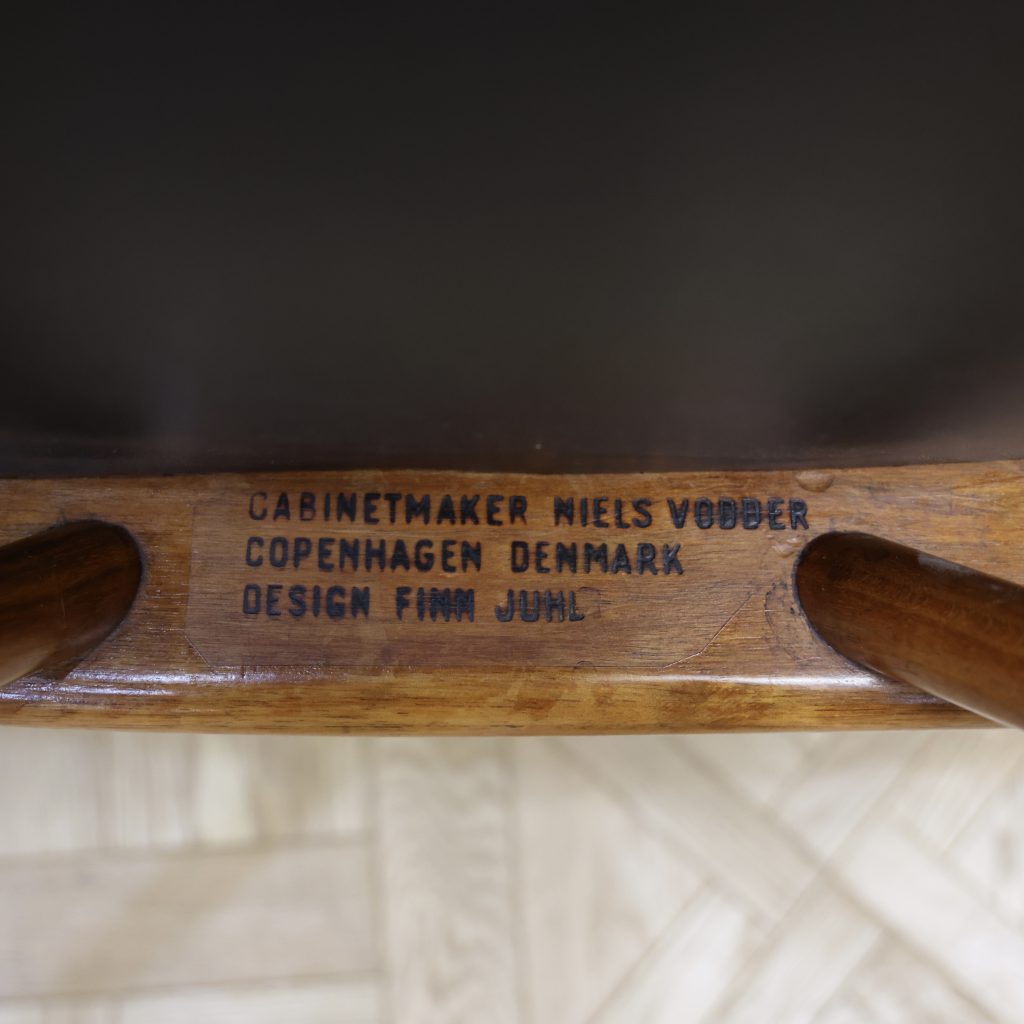 CABINETMAKER NIELS VODDER
COPENHAGEN DENMARK
DESIGN FINN JUHL